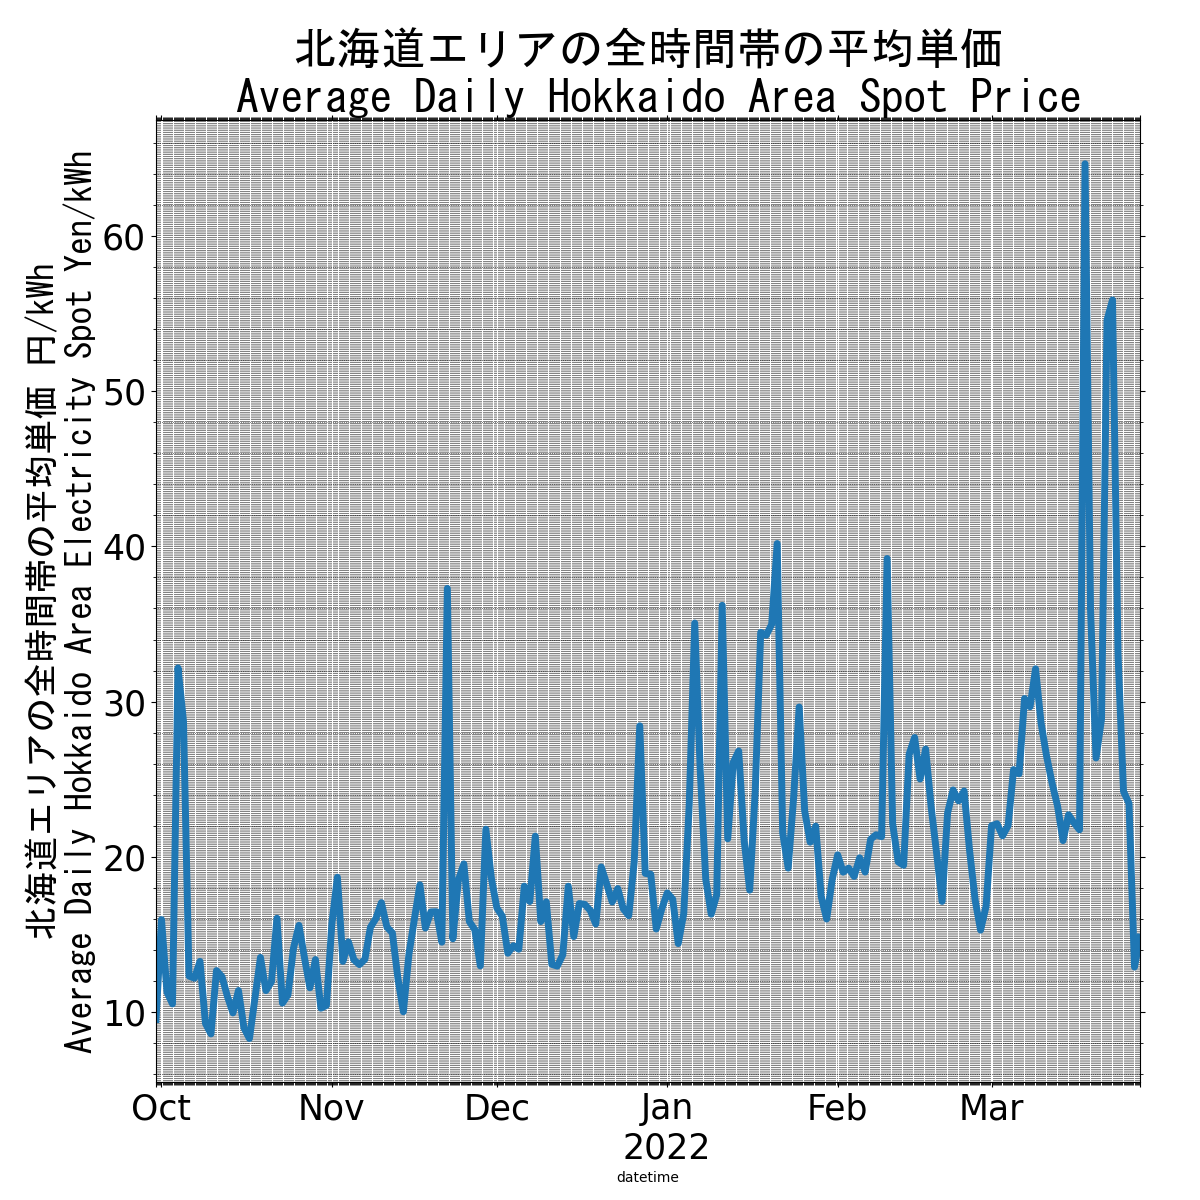 北海道エリアの全時間帯の平均単価
Average Daily Hokkaido Area Spot Price
北海道エリアの全時間帯の平均単価 円/kWh
Average Daily Hokkaido Area Electricity Spot Yen/kWh
60
50
40
30
20
10
Oct Nov Dec Jan Feb Mar
2022
datetime